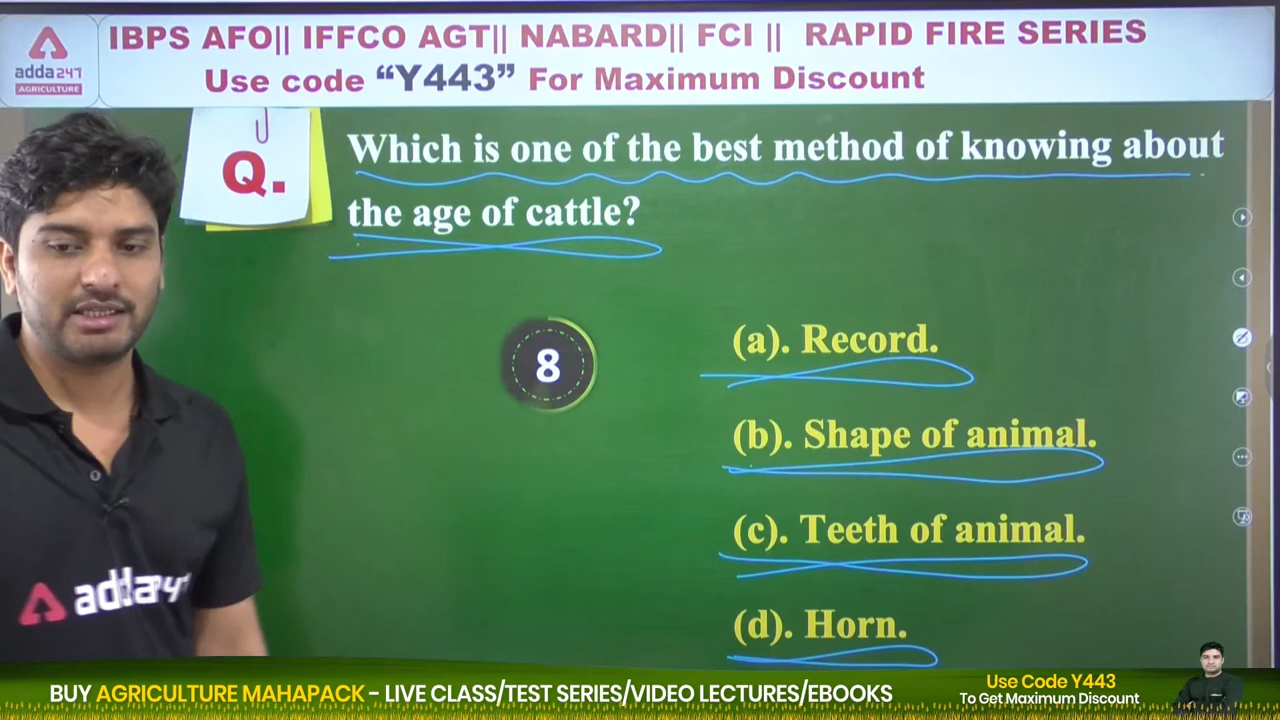 IBPS AFO|| IFFCO AGT|| NABARD|| FCI || RAPID FIRE SERIES
adda247
AGRICULTURE
Use code “Y443” For Maximum Discount
Q.
Which is one of the best method of knowing about
the age of cattle?
8
(a). Record.
(b). Shape of animal.
(c). Teeth of animal.
(d). Horn.
adda247
BUY AGRICULTURE MAHAPACK - LIVE CLASS/TEST SERIES/VIDEO LECTURES/EBOOKS
Use Code Y443
To Get Maximum Discount